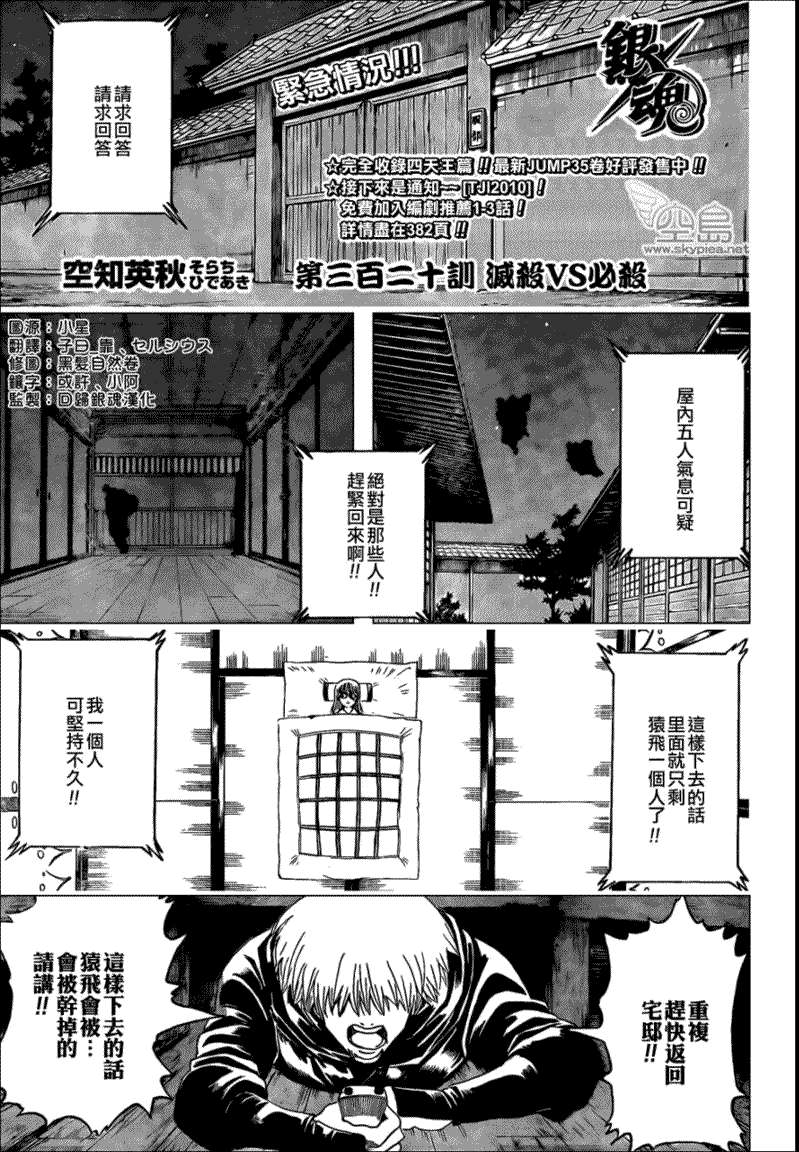 銀魂
緊急情況!!!
服部
☆完全收錄四天王篇!!最新JUMP35卷好評發售中!!
☆接下來是通知~~[TJI2010]!
免費加入編劇推薦1-3話!
詳情盡在382頁!!
請求回答
請求回答
空島
www.skypiea.net
空知英秋
そらち
ひであき
第三百二十訓 滅殺VS必殺
圖源:小星
翻譯:子日、靠、セルシウス
修圖:黑髮自然卷
鑲字:或許、小阿
監製:D歸銀魂漢化
屋內五人氣息可疑
絕對是那些人!!
趕緊回來啊!!
這樣下去的話
里面就只剩
猿飛一個人了!!
我一個人
可堅持不久!!
重複
趕快返回
宅邸!!
這樣下去的話
猿飛會被…
會被幹掉的
請講!!